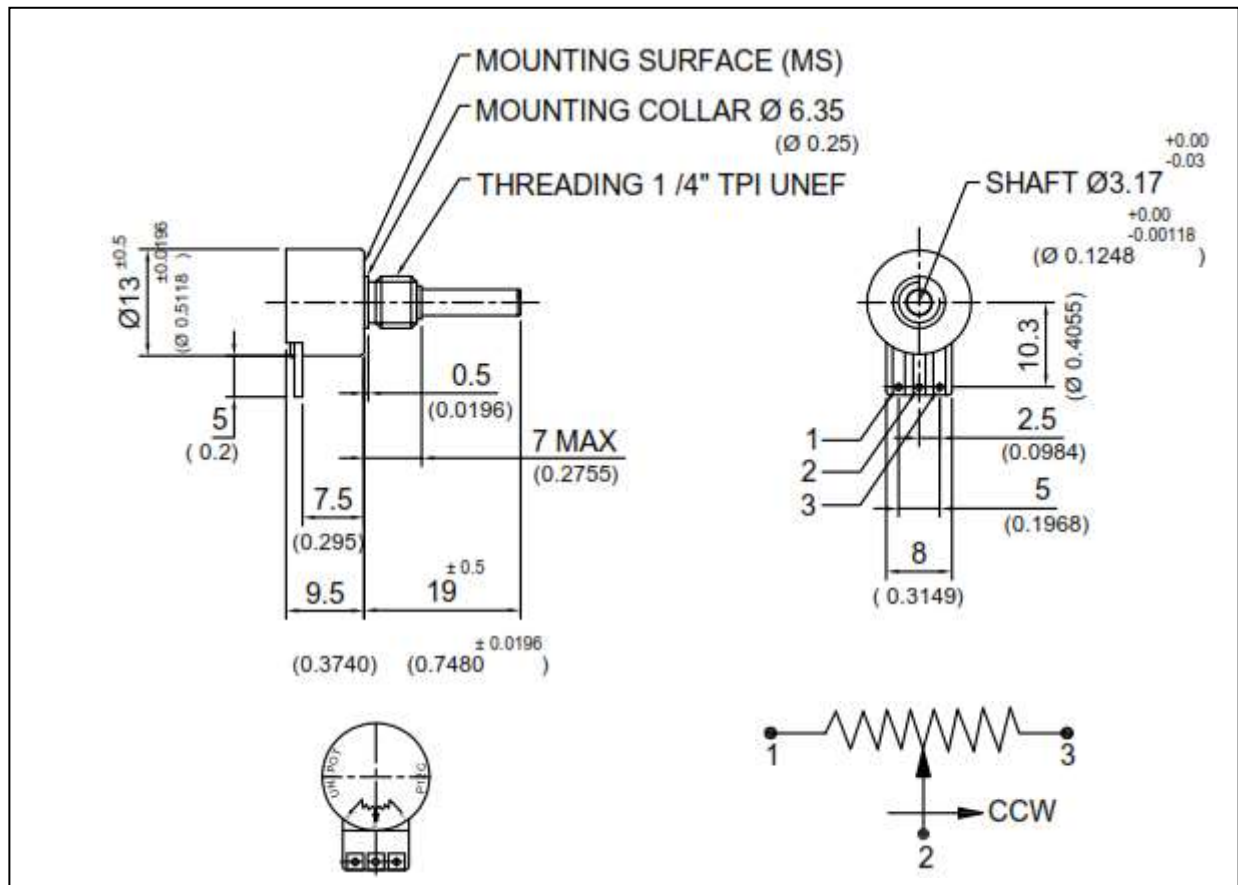 MOUNTING SURFACE (MS)
MOUNTING COLLAR Ø 6.35
(Ø 0.25)
THREADING 1 /4" TPI UNEF
+0.00
-0.03
SHAFT Ø3.17
+0.00
-0.00118
(Ø 0.1248 )
Ø13 ±0.5
(Ø 0.5118 ±0.0196 )
10.3
(Ø 0.4055)
0.5
(0.0196)
5
( 0.2)
7 MAX
(0.2755)
7.5
(0.295)
± 0.5
9.5
19
± 0.0196
(0.3740)
(0.7480 )
1
2
3
2.5
(0.0984)
5
(0.1968)
8
( 0.3149)
POT
1
3
CCW
2